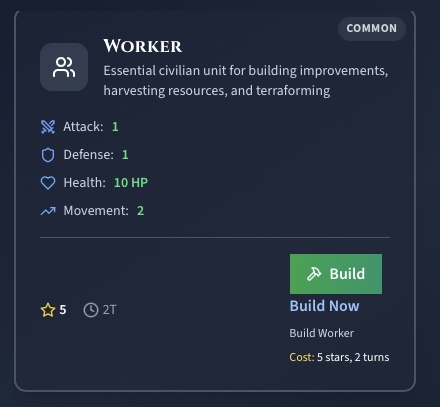 COMMON
Worker
Essential civilian unit for building improvements,
harvesting resources, and terraforming
Attack: 1
Defense: 1
Health: 10 HP
Movement: 2
Build
5 2T
Build Now
Build Worker
Cost: 5 stars, 2 turns